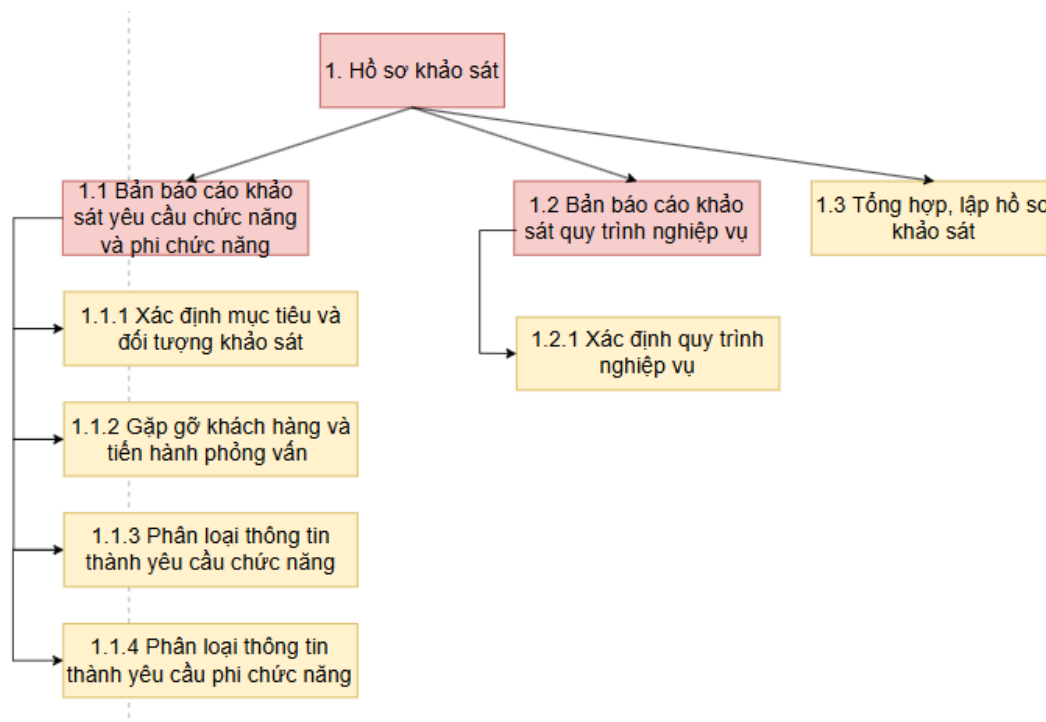 1. Hồ sơ khảo sát
1.1 Bản báo cáo khảo
sát yêu cầu chức năng
và phi chức năng
1.2 Bản báo cáo khảo
sát quy trình nghiệp vụ
1.3 Tổng hợp, lập hồ sơ
khảo sát
1.1.1 Xác định mục tiêu và
đối tượng khảo sát
1.2.1 Xác định quy trình
nghiệp vụ
1.1.2 Gặp gỡ khách hàng và
tiến hành phỏng vấn
1.1.3 Phân loại thông tin
thành yêu cầu chức năng
1.1.4 Phân loại thông tin
thành yêu cầu phi chức năng